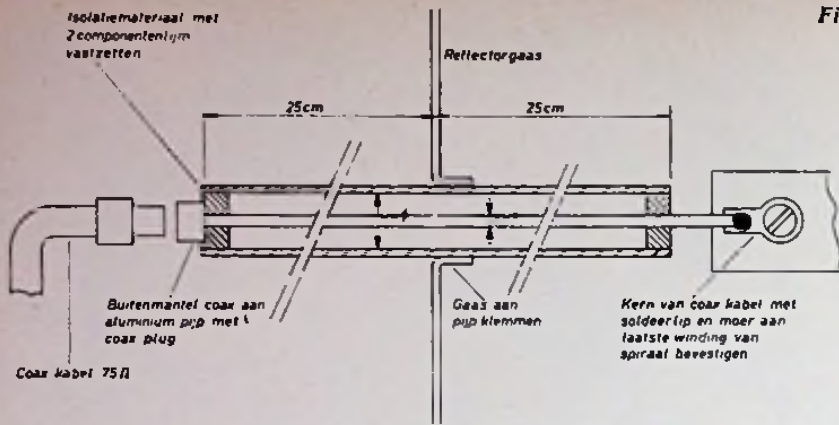 Isolatiemateriaal met
2 componentenlijm
vastzetten
Fi
Reflectorgaas
25cm
25cm
Buitenmantel coax aan
aluminium pijp met
coax plug
Coax kabel 75Ω
Gaas aan
pijp klemmen
Kern van coax kabel met
soldeerlip en moer aan
laatste winding van
spiraal bevestigen